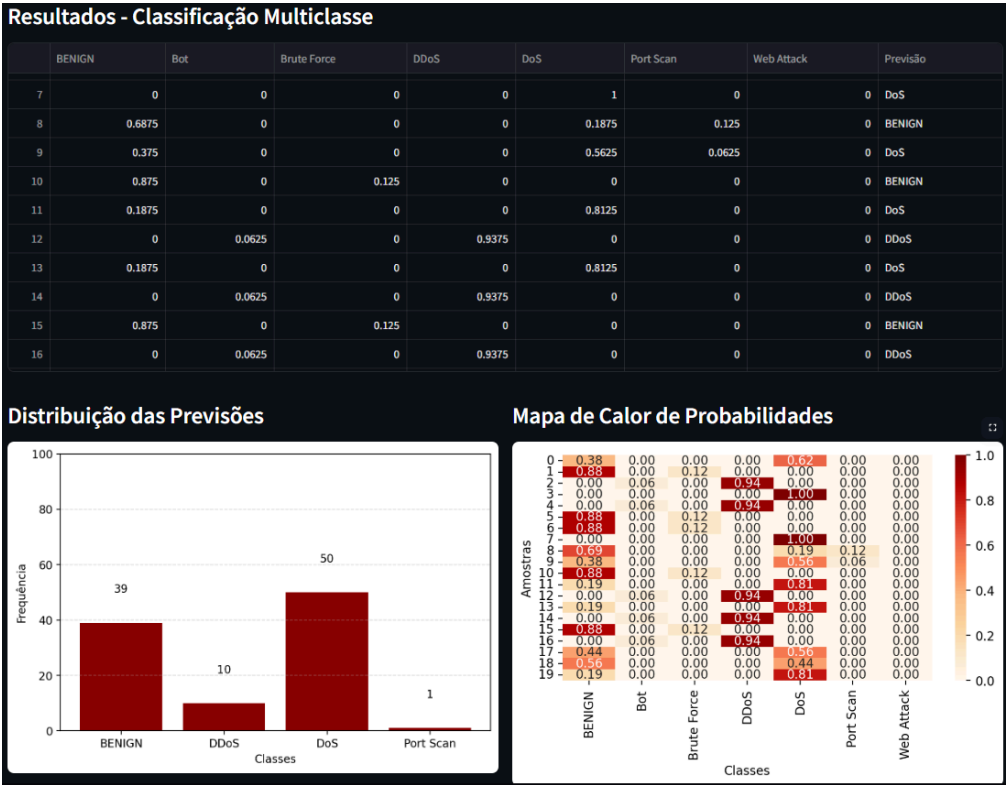 Resultados - Classificação Multiclasse
BENIGN Bot Brute Force DDoS DoS Port Scan Web Attack Previsão
7 0 0 0 0 1 0 0 DoS
8 0.6875 0 0 0 0.1875 0.125 0 BENIGN
9 0.375 0 0 0 0.5625 0.0625 0 DoS
10 0.875 0 0.125 0 0 0 0 BENIGN
11 0.1875 0 0 0 0.8125 0 0 DoS
12 0 0.0625 0 0.9375 0 0 0 DDoS
13 0.1875 0 0 0 0.8125 0 0 DoS
14 0 0.0625 0 0.9375 0 0 0 DDoS
15 0.875 0 0.125 0 0 0 0 BENIGN
16 0 0.0625 0 0.9375 0 0 0 DDoS
Distribuição das Previsões
100
80
60
40
20
0
Frequência
39
10
50
1
BENIGN DDoS DoS Port Scan
Classes
Mapa de Calor de Probabilidades
Amostras
0 0.38 0.00 0.00 0.00 0.62 0.00 0.00
1 0.88 0.00 0.12 0.00 0.00 0.00 0.00
2 0.00 0.06 0.00 0.94 0.00 0.00 0.00
3 0.00 0.00 0.00 0.00 1.00 0.00 0.00
4 0.00 0.06 0.00 0.94 0.00 0.00 0.00
5 0.88 0.00 0.12 0.00 0.00 0.00 0.00
6 0.88 0.00 0.12 0.00 0.00 0.00 0.00
7 0.00 0.00 0.00 0.00 1.00 0.00 0.00
8 0.69 0.00 0.00 0.00 0.19 0.12 0.00
9 0.38 0.00 0.00 0.00 0.56 0.06 0.00
10 0.88 0.00 0.12 0.00 0.00 0.00 0.00
11 0.19 0.00 0.00 0.00 0.81 0.00 0.00
12 0.00 0.06 0.00 0.94 0.00 0.00 0.00
13 0.19 0.00 0.00 0.00 0.81 0.00 0.00
14 0.00 0.06 0.00 0.94 0.00 0.00 0.00
15 0.88 0.00 0.12 0.00 0.00 0.00 0.00
16 0.00 0.06 0.00 0.94 0.00 0.00 0.00
17 0.44 0.00 0.00 0.00 0.56 0.00 0.00
18 0.56 0.00 0.00 0.00 0.44 0.00 0.00
19 0.19 0.00 0.00 0.00 0.81 0.00 0.00
BENIGN Bot Brute Force DDoS DoS Port Scan Web Attack
Classes
1.0
0.8
0.6
0.4
0.2
0.0